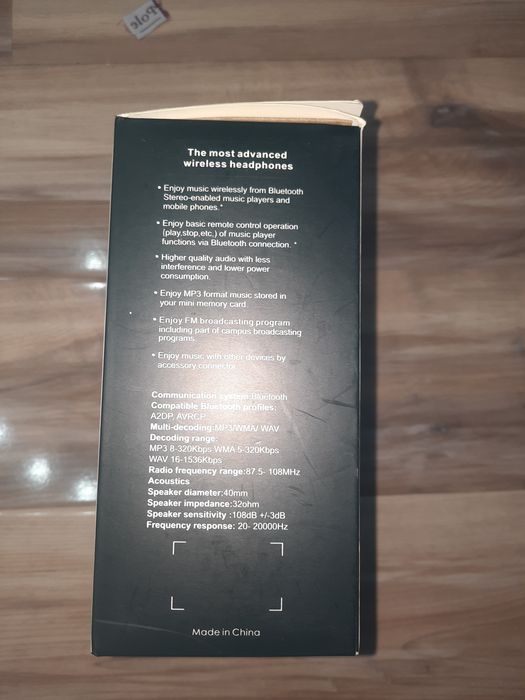 The most advanced
wireless headphones
• Enjoy music wirelessly from Bluetooth
Stereo-enabled music players and
mobile phones.*
• Enjoy basic remote control operation
(play,stop,etc,) of music player
functions via Bluetooth connection. *
• Higher quality audio with less
interference and lower power
consumption.
• Enjoy MP3 format music stored in
your mini memory card.
• Enjoy FM broadcasting program
including part of campus broadcasting
programs.
• Enjoy music with other devices by
accessory connector.
Communication system:Bluetooth
Compatible Bluetooth profiles:
A2DP, AVRCP
Multi-decoding:MP3/WMA/ WAV
Decoding range:
MP3 8-320Kbps WMA 5-320Kbps
WAV 16-1536Kbps
Radio frequency range:87.5- 108MHz
Acoustics
Speaker diameter:40mm
Speaker impedance:32ohm
Speaker sensitivity :108dB +/-3dB
Frequency response: 20- 20000Hz
Made in China